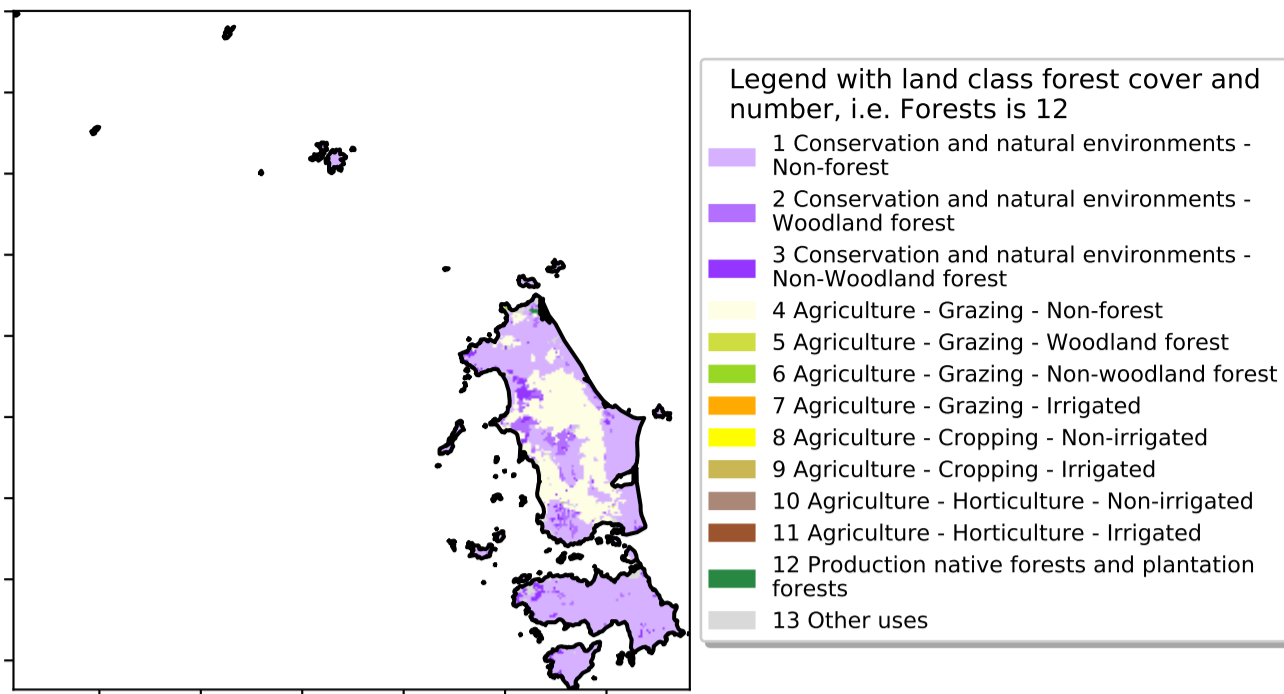 Legend with land class forest cover and
number, i.e. Forests is 12
1 Conservation and natural environments -
Non-forest
2 Conservation and natural environments -
Woodland forest
3 Conservation and natural environments -
Non-Woodland forest
4 Agriculture - Grazing - Non-forest
5 Agriculture - Grazing - Woodland forest
6 Agriculture - Grazing - Non-woodland forest
7 Agriculture - Grazing - Irrigated
8 Agriculture - Cropping - Non-irrigated
9 Agriculture - Cropping - Irrigated
10 Agriculture - Horticulture - Non-irrigated
11 Agriculture - Horticulture - Irrigated
12 Production native forests and plantation
forests
13 Other uses